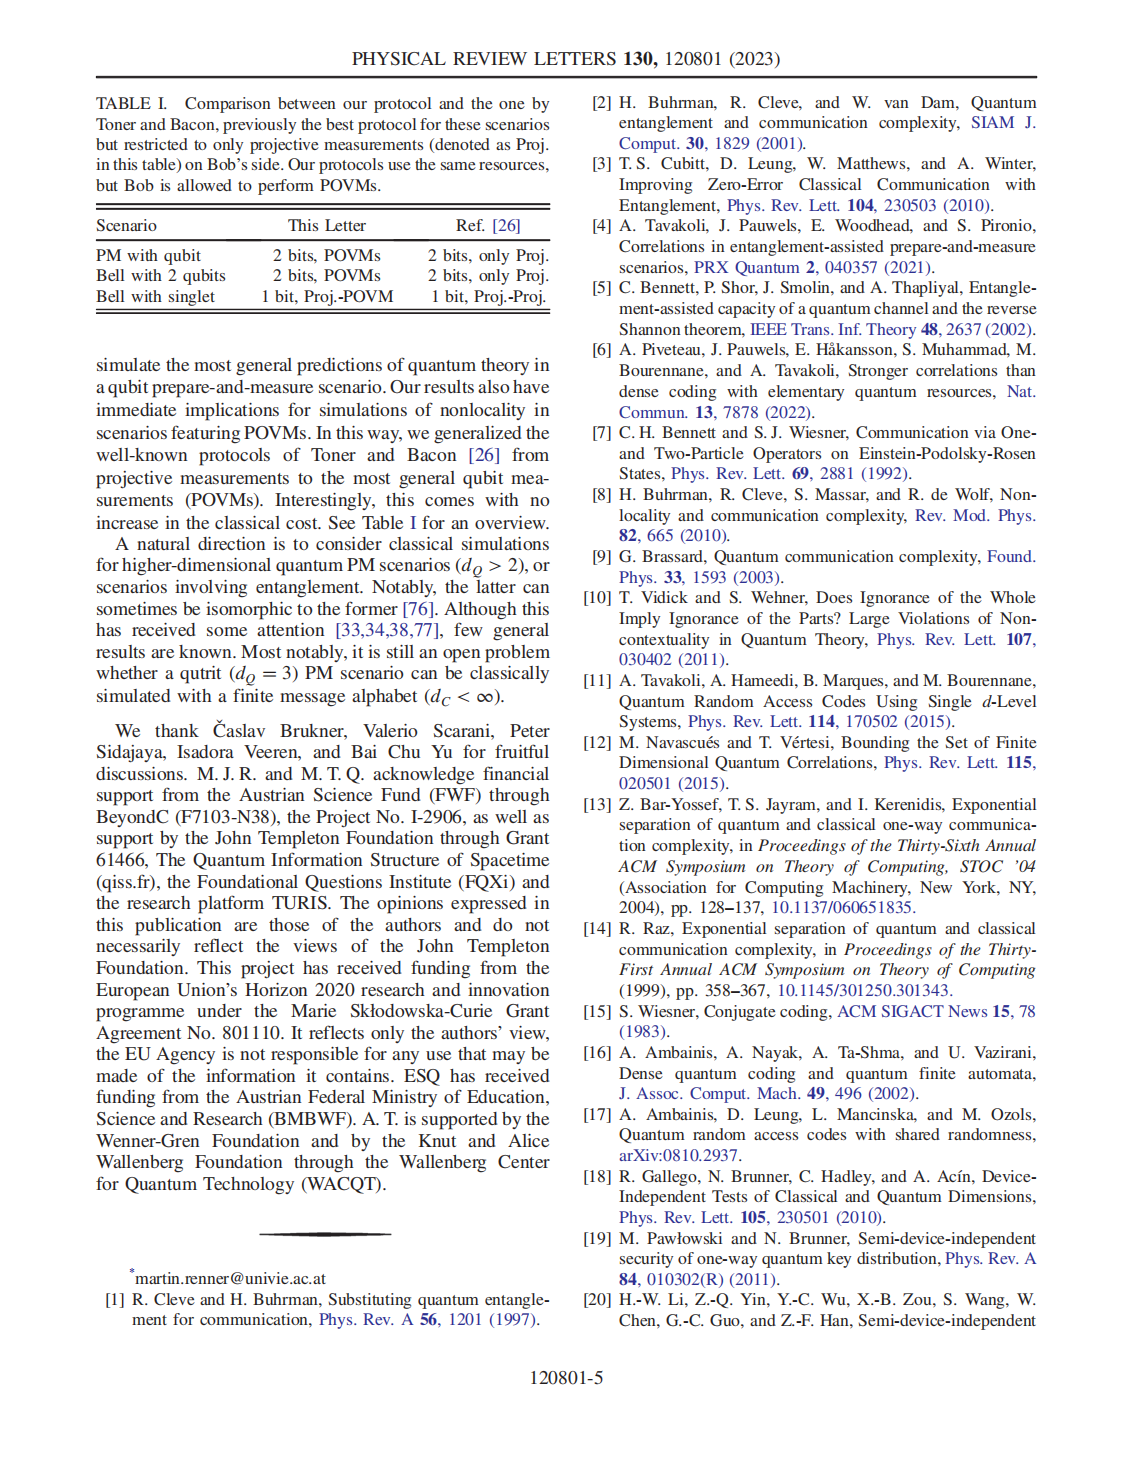 PHYSICAL REVIEW LETTERS 130, 120801 (2023)
TABLE I. Comparison between our protocol and the one by
Toner and Bacon, previously the best protocol for these scenarios
but restricted to only projective measurements (denoted as Proj.
in this table) on Bob's side. Our protocols use the same resources,
but Bob is allowed to perform POVMs.
Scenario This Letter Ref. [26]
PM with qubit 2 bits, POVMs 2 bits, only Proj.
Bell with 2 qubits 2 bits, POVMs 2 bits, only Proj.
Bell with singlet 1 bit, Proj.-POVM 1 bit, Proj.-Proj.
simulate the most general predictions of quantum theory in
a qubit prepare-and-measure scenario. Our results also have
immediate implications for simulations of nonlocality in
scenarios featuring POVMs. In this way, we generalized the
well-known protocols of Toner and Bacon [26] from
projective measurements to the most general qubit mea-
surements (POVMs). Interestingly, this comes with no
increase in the classical cost. See Table I for an overview.
A natural direction is to consider classical simulations
for higher-dimensional quantum PM scenarios (d_Q > 2), or
scenarios involving entanglement. Notably, the latter can
sometimes be isomorphic to the former [76]. Although this
has received some attention [33,34,38,77], few general
results are known. Most notably, it is still an open problem
whether a qutrit (d_Q = 3) PM scenario can be classically
simulated with a finite message alphabet (d_C < ∞).
We thank Časlav Brukner, Valerio Scarani, Peter
Sidajaya, Isadora Veeren, and Bai Chu Yu for fruitful
discussions. M. J. R. and M. T. Q. acknowledge financial
support from the Austrian Science Fund (FWF) through
BeyondC (F7103-N38), the Project No. I-2906, as well as
support by the John Templeton Foundation through Grant
61466, The Quantum Information Structure of Spacetime
(qiss.fr), the Foundational Questions Institute (FQXi) and
the research platform TURIS. The opinions expressed in
this publication are those of the authors and do not
necessarily reflect the views of the John Templeton
Foundation. This project has received funding from the
European Union's Horizon 2020 research and innovation
programme under the Marie Skłodowska-Curie Grant
Agreement No. 801110. It reflects only the authors' view,
the EU Agency is not responsible for any use that may be
made of the information it contains. ESQ has received
funding from the Austrian Federal Ministry of Education,
Science and Research (BMBWF). A. T. is supported by the
Wenner-Gren Foundation and by the Knut and Alice
Wallenberg Foundation through the Wallenberg Center
for Quantum Technology (WACQT).
*martin.renner@univie.ac.at
[1] R. Cleve and H. Buhrman, Substituting quantum entangle-
ment for communication, Phys. Rev. A 56, 1201 (1997).
[2] H. Buhrman, R. Cleve, and W. van Dam, Quantum
entanglement and communication complexity, SIAM J.
Comput. 30, 1829 (2001).
[3] T. S. Cubitt, D. Leung, W. Matthews, and A. Winter,
Improving Zero-Error Classical Communication with
Entanglement, Phys. Rev. Lett. 104, 230503 (2010).
[4] A. Tavakoli, J. Pauwels, E. Woodhead, and S. Pironio,
Correlations in entanglement-assisted prepare-and-measure
scenarios, PRX Quantum 2, 040357 (2021).
[5] C. Bennett, P. Shor, J. Smolin, and A. Thapliyal, Entangle-
ment-assisted capacity of a quantum channel and the reverse
Shannon theorem, IEEE Trans. Inf. Theory 48, 2637 (2002).
[6] A. Piveteau, J. Pauwels, E. Håkansson, S. Muhammad, M.
Bourennane, and A. Tavakoli, Stronger correlations than
dense coding with elementary quantum resources, Nat.
Commun. 13, 7878 (2022).
[7] C. H. Bennett and S. J. Wiesner, Communication via One-
and Two-Particle Operators on Einstein-Podolsky-Rosen
States, Phys. Rev. Lett. 69, 2881 (1992).
[8] H. Buhrman, R. Cleve, S. Massar, and R. de Wolf, Non-
locality and communication complexity, Rev. Mod. Phys.
82, 665 (2010).
[9] G. Brassard, Quantum communication complexity, Found.
Phys. 33, 1593 (2003).
[10] T. Vidick and S. Wehner, Does Ignorance of the Whole
Imply Ignorance of the Parts? Large Violations of Non-
contextuality in Quantum Theory, Phys. Rev. Lett. 107,
030402 (2011).
[11] A. Tavakoli, A. Hameedi, B. Marques, and M. Bourennane,
Quantum Random Access Codes Using Single d-Level
Systems, Phys. Rev. Lett. 114, 170502 (2015).
[12] M. Navascués and T. Vértesi, Bounding the Set of Finite
Dimensional Quantum Correlations, Phys. Rev. Lett. 115,
020501 (2015).
[13] Z. Bar-Yossef, T. S. Jayram, and I. Kerenidis, Exponential
separation of quantum and classical one-way communica-
tion complexity, in Proceedings of the Thirty-Sixth Annual
ACM Symposium on Theory of Computing, STOC '04
(Association for Computing Machinery, New York, NY,
2004), pp. 128–137, 10.1137/060651835.
[14] R. Raz, Exponential separation of quantum and classical
communication complexity, in Proceedings of the Thirty-
First Annual ACM Symposium on Theory of Computing
(1999), pp. 358–367, 10.1145/301250.301343.
[15] S. Wiesner, Conjugate coding, ACM SIGACT News 15, 78
(1983).
[16] A. Ambainis, A. Nayak, A. Ta-Shma, and U. Vazirani,
Dense quantum coding and quantum finite automata,
J. Assoc. Comput. Mach. 49, 496 (2002).
[17] A. Ambainis, D. Leung, L. Mancinska, and M. Ozols,
Quantum random access codes with shared randomness,
arXiv:0810.2937.
[18] R. Gallego, N. Brunner, C. Hadley, and A. Acín, Device-
Independent Tests of Classical and Quantum Dimensions,
Phys. Rev. Lett. 105, 230501 (2010).
[19] M. Pawłowski and N. Brunner, Semi-device-independent
security of one-way quantum key distribution, Phys. Rev. A
84, 010302(R) (2011).
[20] H.-W. Li, Z.-Q. Yin, Y.-C. Wu, X.-B. Zou, S. Wang, W.
Chen, G.-C. Guo, and Z.-F. Han, Semi-device-independent
120801-5